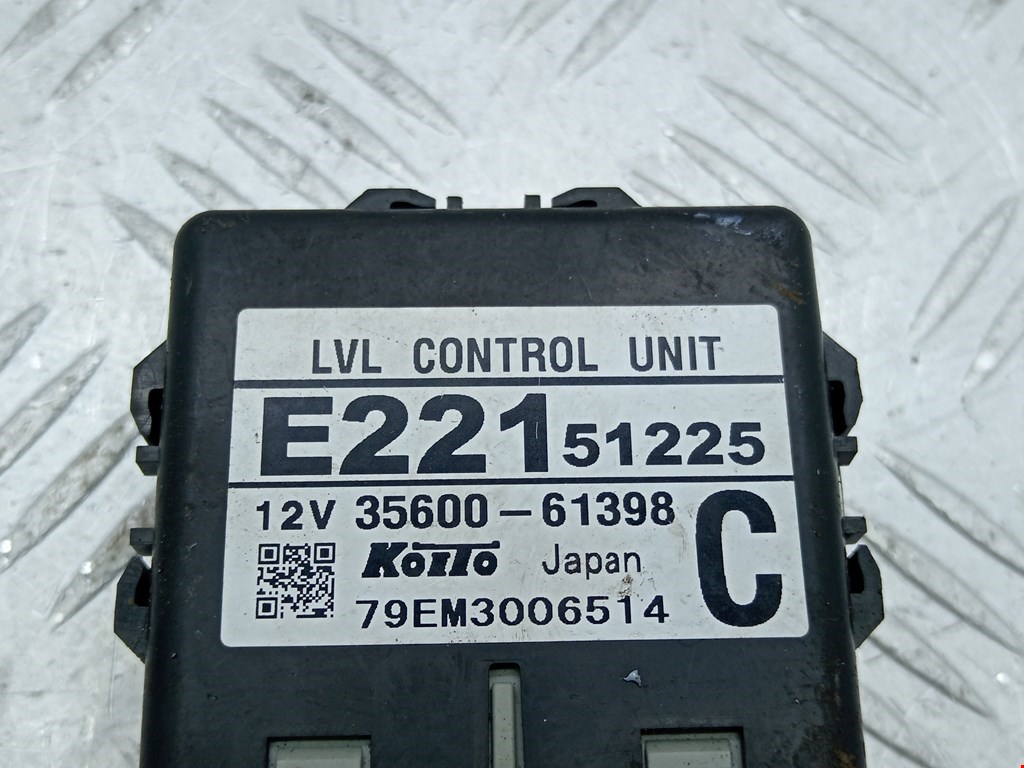 LVL CONTROL UNIT
E221 51225
12V 35600-61398 C
KOITO Japan
79EM3006514